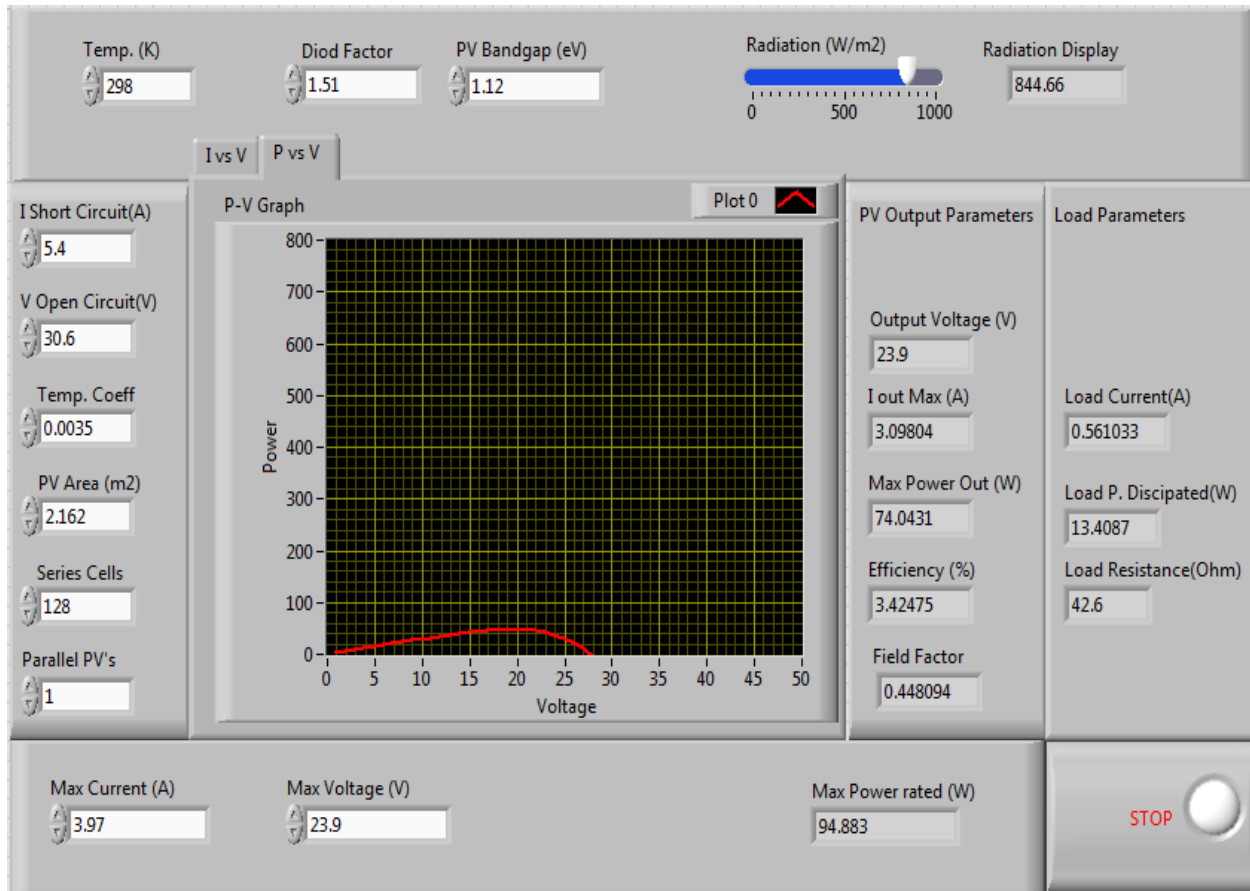 Temp. (K)
298
Diod Factor
1.51
PV Bandgap (eV)
1.12
Radiation (W/m2)
0 500 1000
Radiation Display
844.66
I vs V
P vs V
I Short Circuit(A)
5.4
V Open Circuit(V)
30.6
Temp. Coeff
0.0035
PV Area (m2)
2.162
Series Cells
128
Parallel PV's
1
P-V Graph
Plot 0
800
700
600
500
400
300
200
100
0
Power
0 5 10 15 20 25 30 35 40 45 50
Voltage
PV Output Parameters
Output Voltage (V)
23.9
I out Max (A)
3.09804
Max Power Out (W)
74.0431
Efficiency (%)
3.42475
Field Factor
0.448094
Load Parameters
Load Current(A)
0.561033
Load P. Discipated(W)
13.4087
Load Resistance(Ohm)
42.6
Max Current (A)
3.97
Max Voltage (V)
23.9
Max Power rated (W)
94.883
STOP